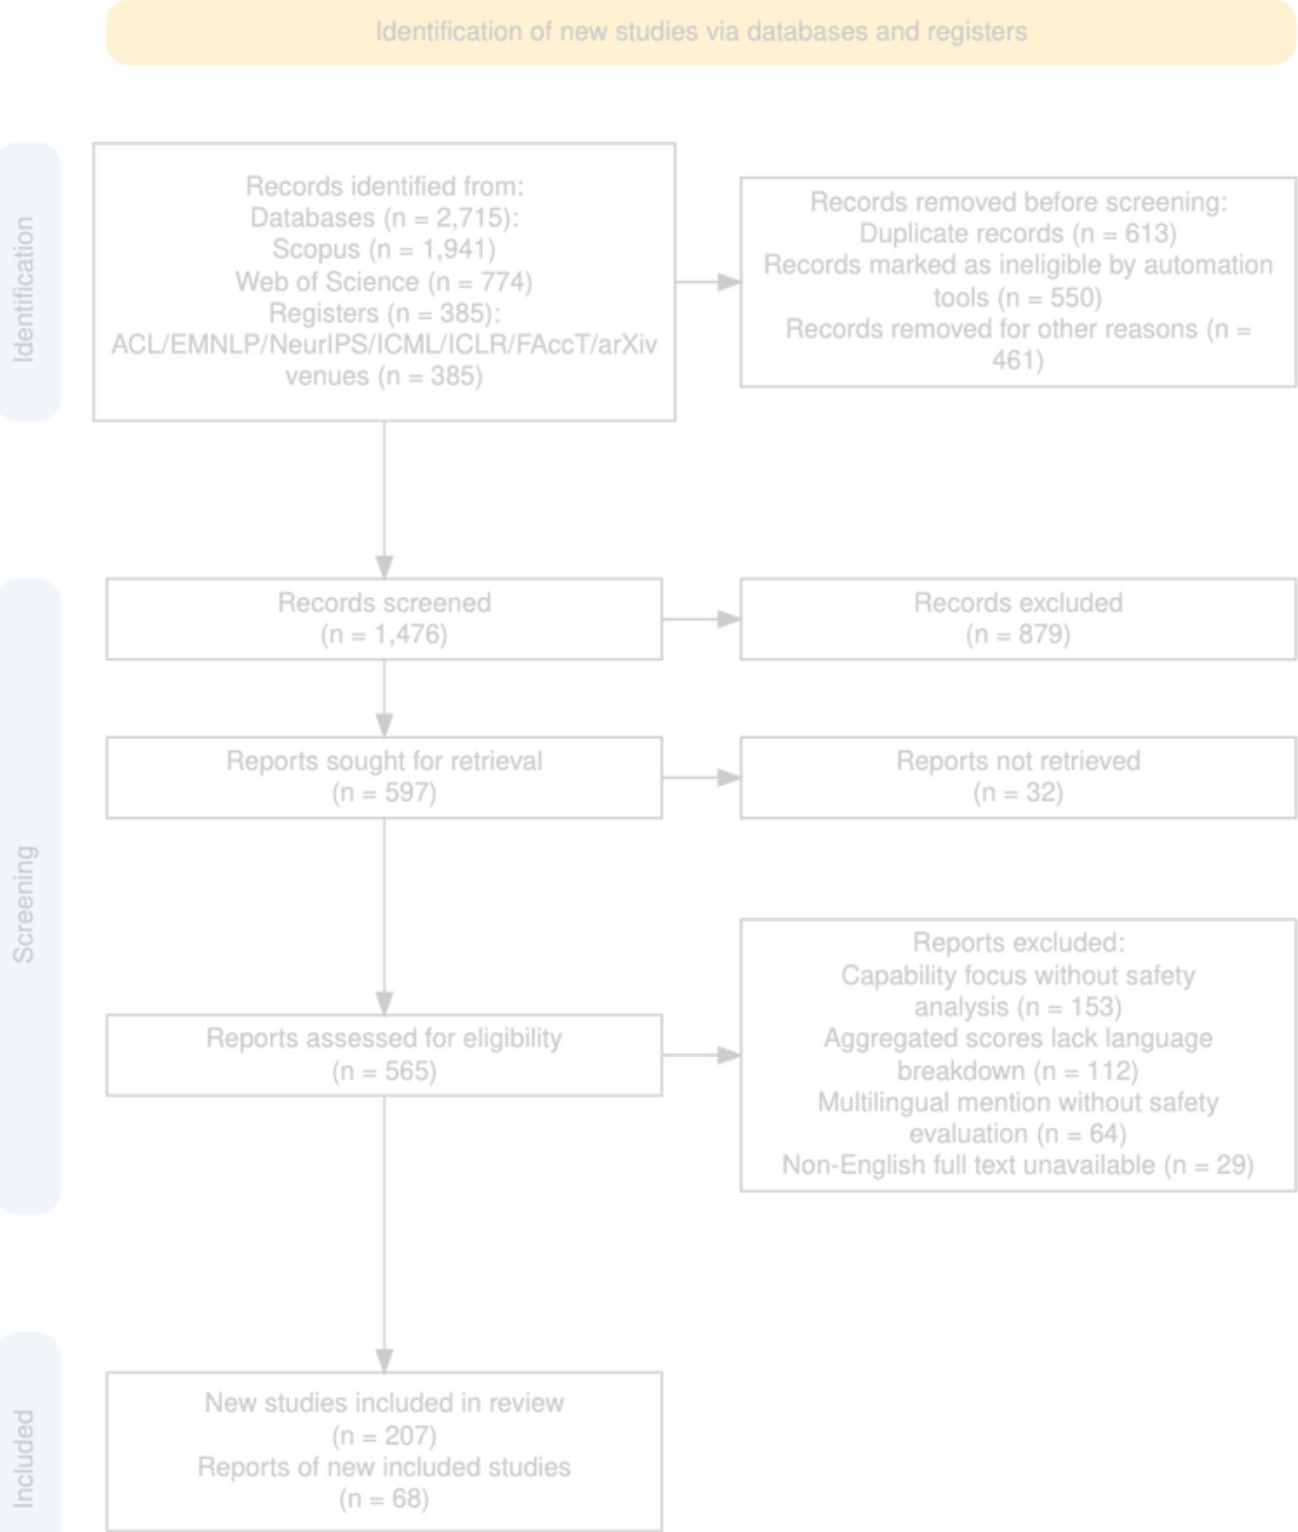 Identification of new studies via databases and registers
Identification
Records identified from:
Databases (n = 2,715):
Scopus (n = 1,941)
Web of Science (n = 774)
Registers (n = 385):
ACL/EMNLP/NeurIPS/ICML/ICLR/FAccT/arXiv
venues (n = 385)
Records removed before screening:
Duplicate records (n = 613)
Records marked as ineligible by automation
tools (n = 550)
Records removed for other reasons (n =
461)
Screening
Records screened
(n = 1,476)
Records excluded
(n = 879)
Reports sought for retrieval
(n = 597)
Reports not retrieved
(n = 32)
Reports assessed for eligibility
(n = 565)
Reports excluded:
Capability focus without safety
analysis (n = 153)
Aggregated scores lack language
breakdown (n = 112)
Multilingual mention without safety
evaluation (n = 64)
Non-English full text unavailable (n = 29)
Included
New studies included in review
(n = 207)
Reports of new included studies
(n = 68)